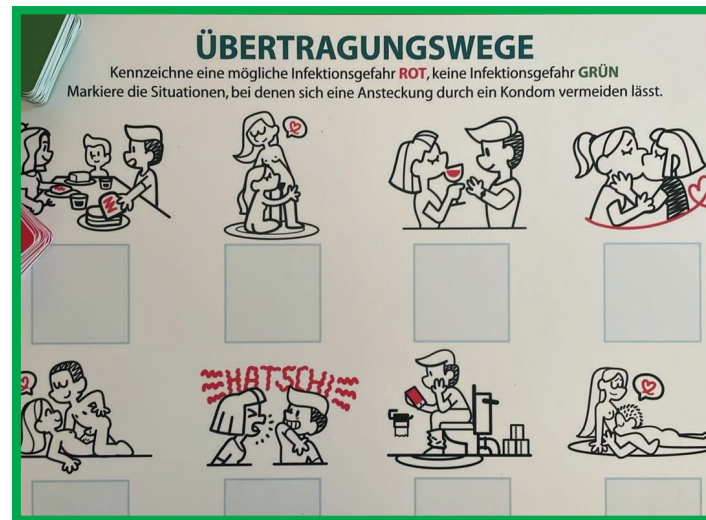 ÜBERTRAGUNGSWEGE
Kennzeichne eine mögliche Infektionsgefahr ROT, keine Infektionsgefahr GRÜN
Markiere die Situationen, bei denen sich eine Ansteckung durch ein Kondom vermeiden lässt.
HATSCHI